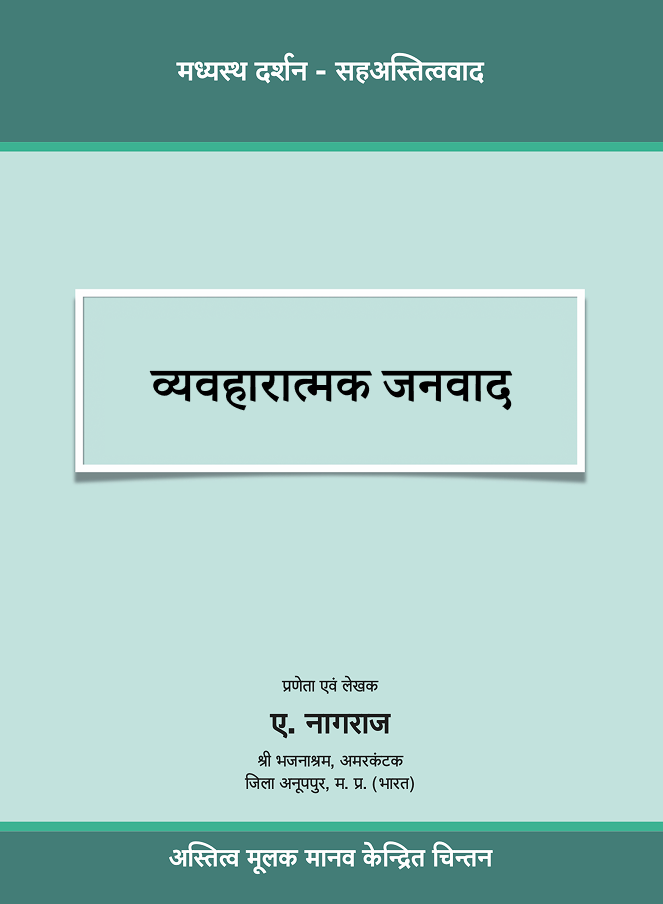 मध्यस्थ दर्शन - सहअस्तित्ववाद
व्यवहारात्मक जनवाद
प्रणेता एवं लेखक
ए. नागराज
श्री भजनाश्रम, अमरकंटक
जिला अनूपपुर, म. प्र. (भारत)
अस्तित्व मूलक मानव केन्द्रित चिन्तन